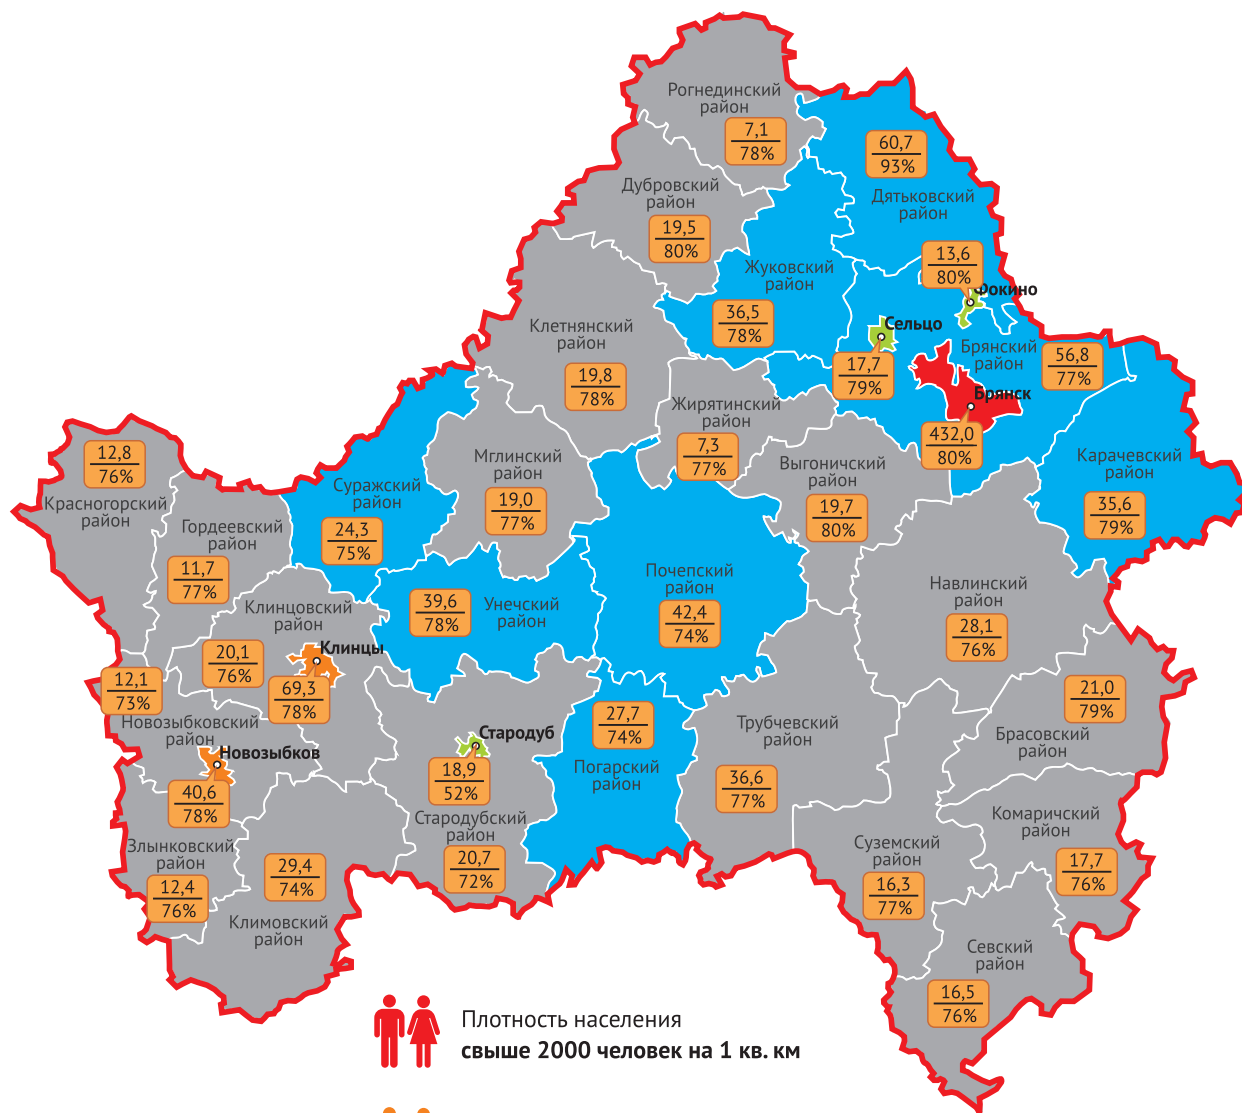 Рогнединский
район
7,1
78%
60,7
93%
Дятьковский
район
Дубровский
район
19,5
80%
13,6
80%
Фокино
Жуковский
район
36,5
78%
Сельцо
17,7
79%
Брянский
район
56,8
77%
Брянск
432,0
80%
Клетнянский
район
19,8
78%
Жирятинский
район
7,3
77%
Выгоничский
район
19,7
80%
Карачевский
район
35,6
79%
12,8
76%
Красногорский
район
Гордеевский
район
11,7
77%
Суражский
район
24,3
75%
Мглинский
район
19,0
77%
Клинцовский
район
20,1
76%
Клинцы
69,3
78%
39,6
78%
Унечский
район
Почепский
район
42,4
74%
Навлинский
район
28,1
76%
12,1
73%
Новозыбковский
район
Новозыбков
40,6
78%
Стародуб
18,9
52%
Стародубский
район
20,7
72%
27,7
74%
Погарский
район
Трубчевский
район
36,6
77%
21,0
79%
Брасовский
район
Злынковский
район
12,4
76%
29,4
74%
Климовский
район
Суземский
район
16,3
77%
Комаричский
район
17,7
76%
Севский
район
16,5
76%
Плотность населения
свыше 2000 человек на 1 кв. км